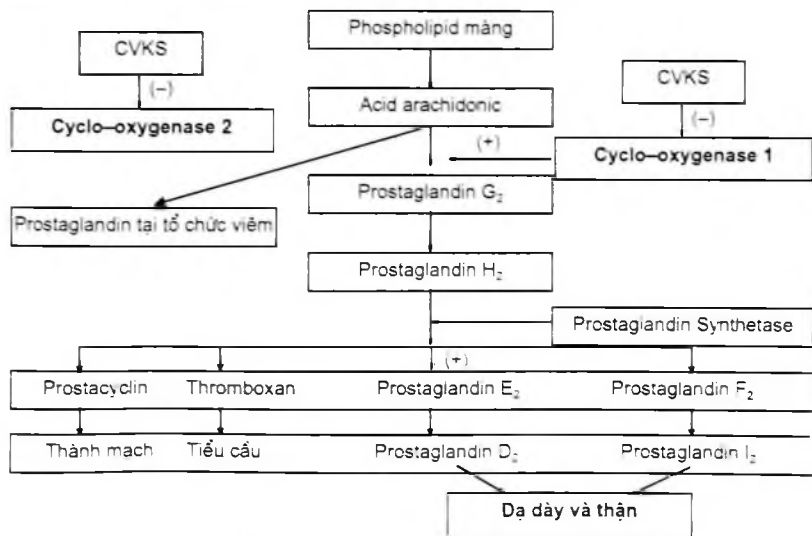 Phospholipid màng
CVKS
CVKS
(–)
Acid arachidonic
(–)
Cyclo–oxygenase 2
(+)
Cyclo–oxygenase 1
Prostaglandin G₂
Prostaglandin tại tổ chức viêm
Prostaglandin H₂
Prostaglandin Synthetase
(+)
Prostacyclin Thromboxan Prostaglandin E₂ Prostaglandin F₂
Thành mạch Tiểu cầu Prostaglandin D₂ Prostaglandin I₂
Dạ dày và thận